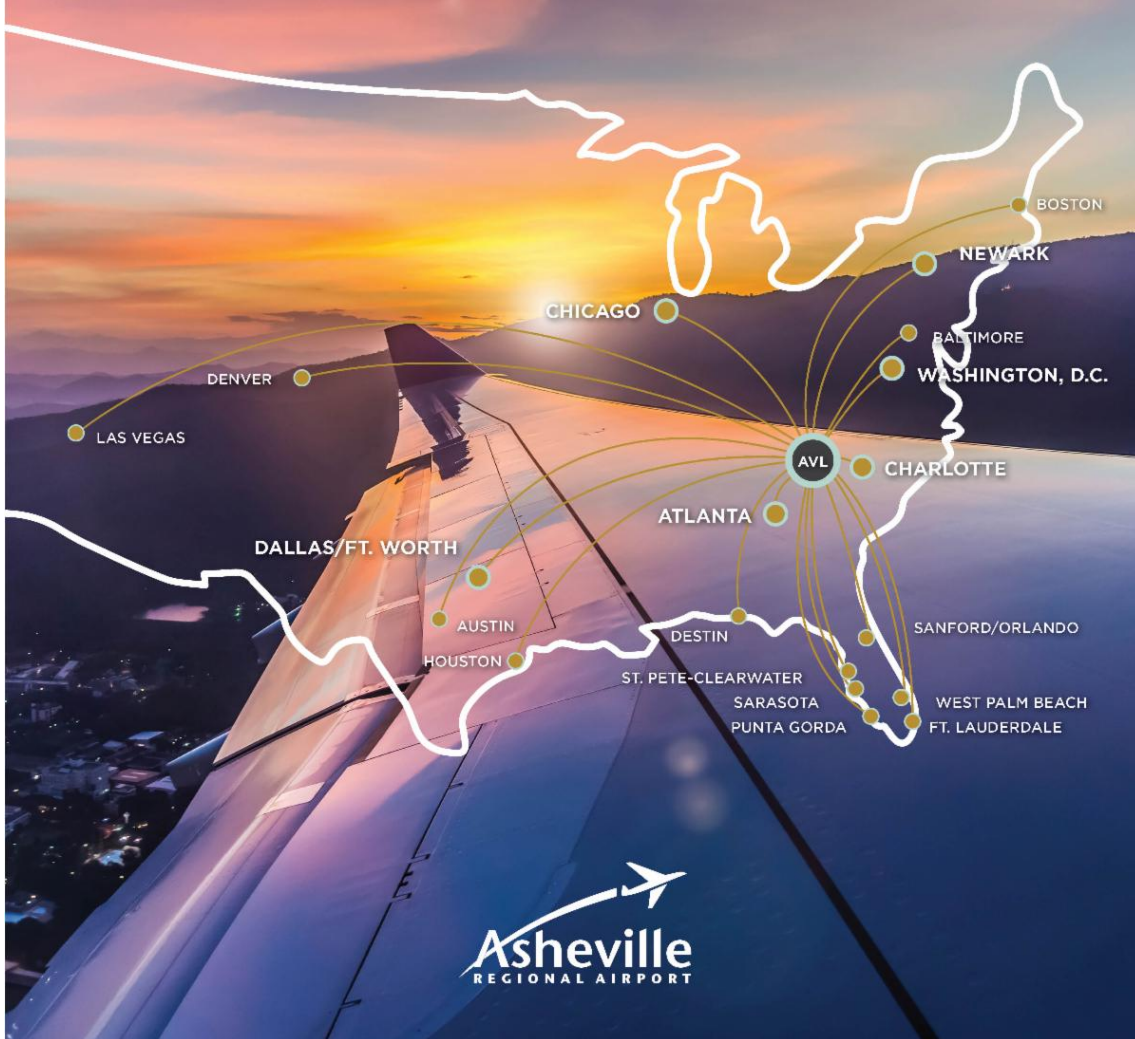 BOSTON
NEWARK
CHICAGO
BALTIMORE
DENVER
WASHINGTON, D.C.
LAS VEGAS
AVL
CHARLOTTE
ATLANTA
DALLAS/FT. WORTH
AUSTIN
DESTIN
SANFORD/ORLANDO
HOUSTON
ST. PETE-CLEARWATER
SARASOTA
WEST PALM BEACH
PUNTA GORDA
FT. LAUDERDALE
Asheville
REGIONAL AIRPORT